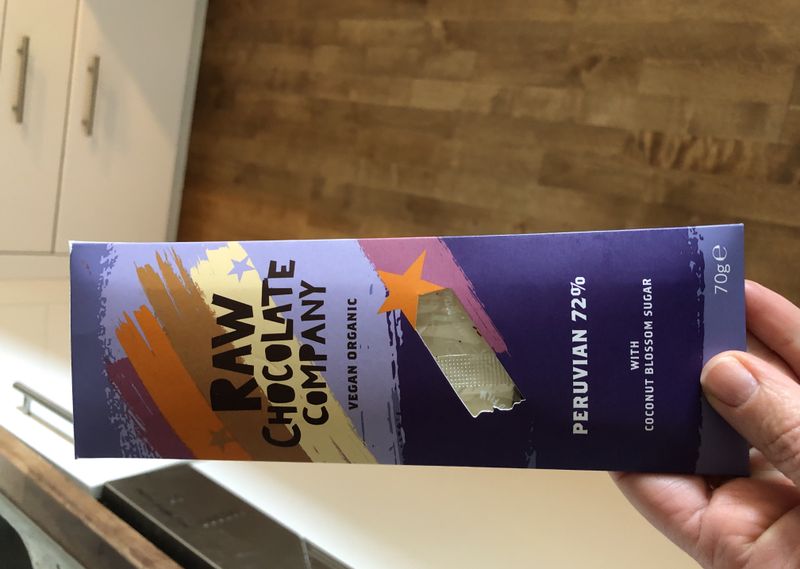 RAW
CHOCOLATE
COMPANY
VEGAN ORGANIC
PERUVIAN 72%
WITH
COCONUT BLOSSOM SUGAR
70g℮